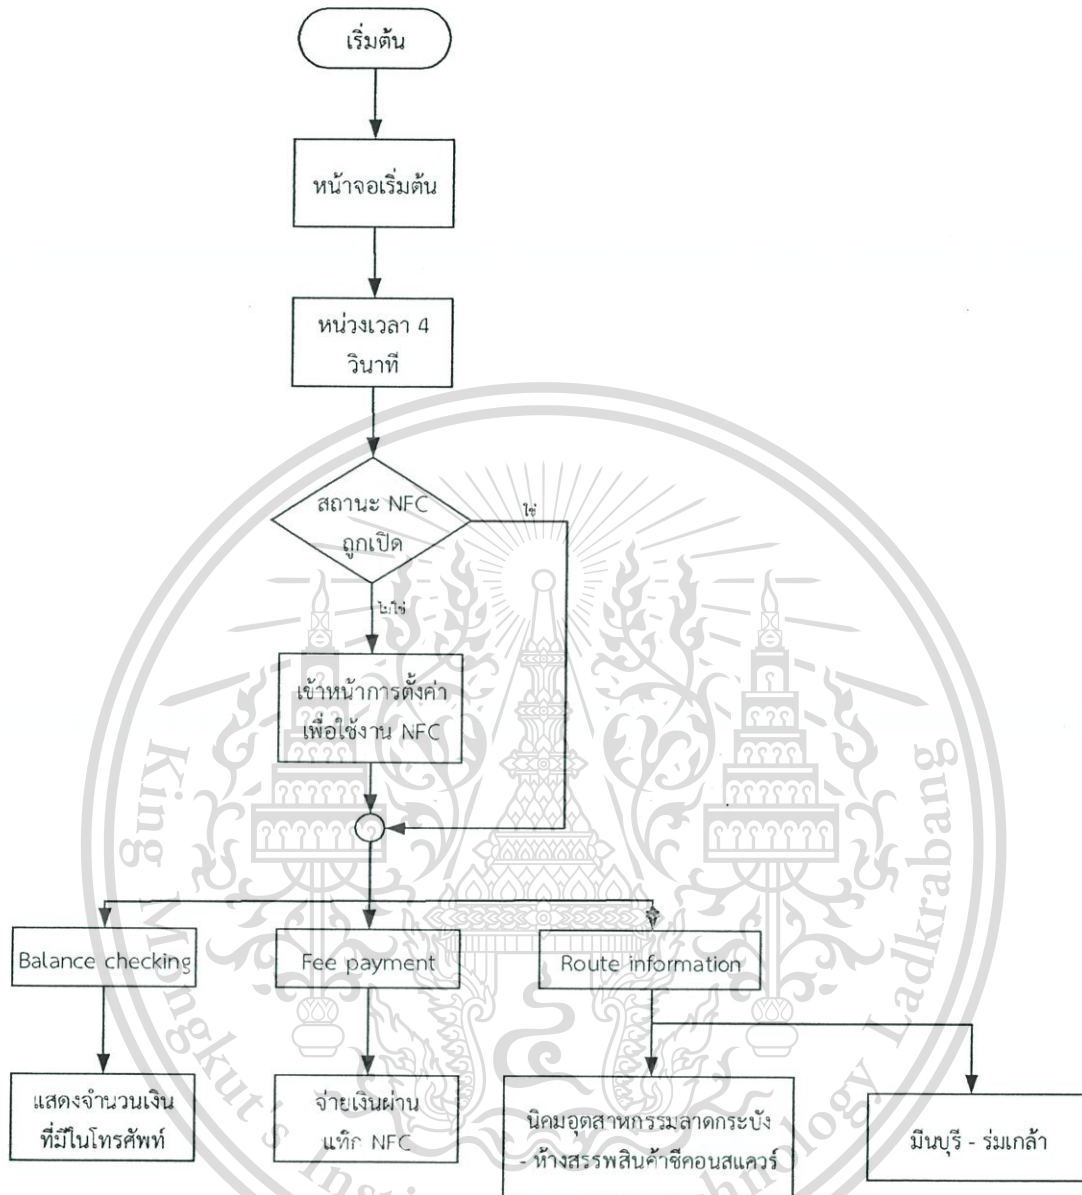 เริ่มต้น
หน้าจอเริ่มต้น
หน่วงเวลา 4
วินาที
สถานะ NFC
ถูกเปิด
ใช่
ไม่ใช่
เข้าหน้าการตั้งค่า
เพื่อใช้งาน NFC
Balance checking
Fee payment
Route information
แสดงจำนวนเงิน
ที่มีในโทรศัพท์
จ่ายเงินผ่าน
แท็ก NFC
นิคมอุตสาหกรรมลาดกระบัง
- ห้างสรรพสินค้าซีคอนสแควร์
มีนบุรี - ร่มเกล้า
King Mongkut's Institute of Technology Ladkrabang